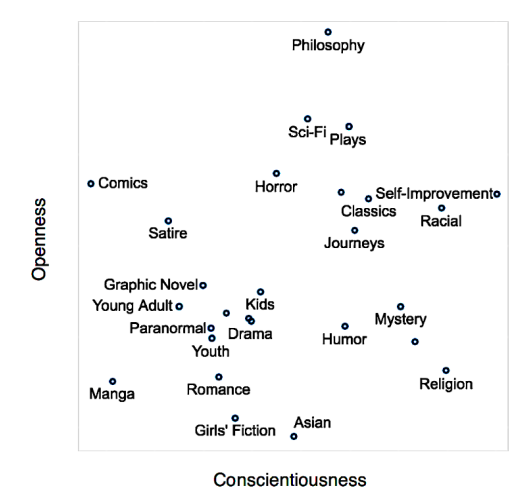 Philosophy
Sci-Fi
Plays
Comics
Horror
Self-Improvement
Classics
Racial
Satire
Journeys
Openness
Graphic Novel
Kids
Young Adult
Mystery
Paranormal
Drama
Humor
Youth
Manga
Romance
Religion
Girls' Fiction
Asian
Conscientiousness